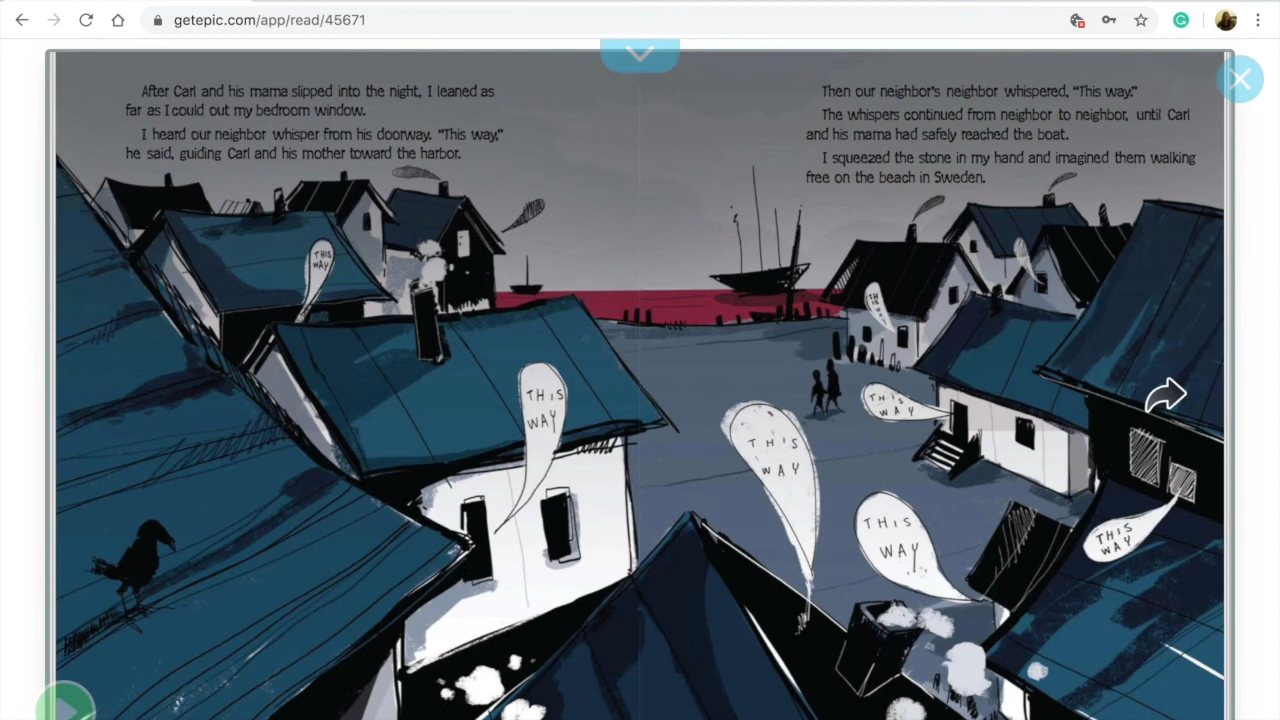 getepic.com/app/read/45671
After Carl and his mama slipped into the night, I leaned as
far as I could out my bedroom window.
I heard our neighbor whisper from his doorway. “This way,”
he said, guiding Carl and his mother toward the harbor.
Then our neighbor's neighbor whispered, “This way.”
The whispers continued from neighbor to neighbor, until Carl
and his mama had safely reached the boat.
I squeezed the stone in my hand and imagined them walking
free on the beach in Sweden.
THIS
WAY
THIS
WAY
THIS
WAY
THIS
WAY
THIS
WAY
THIS
WAY